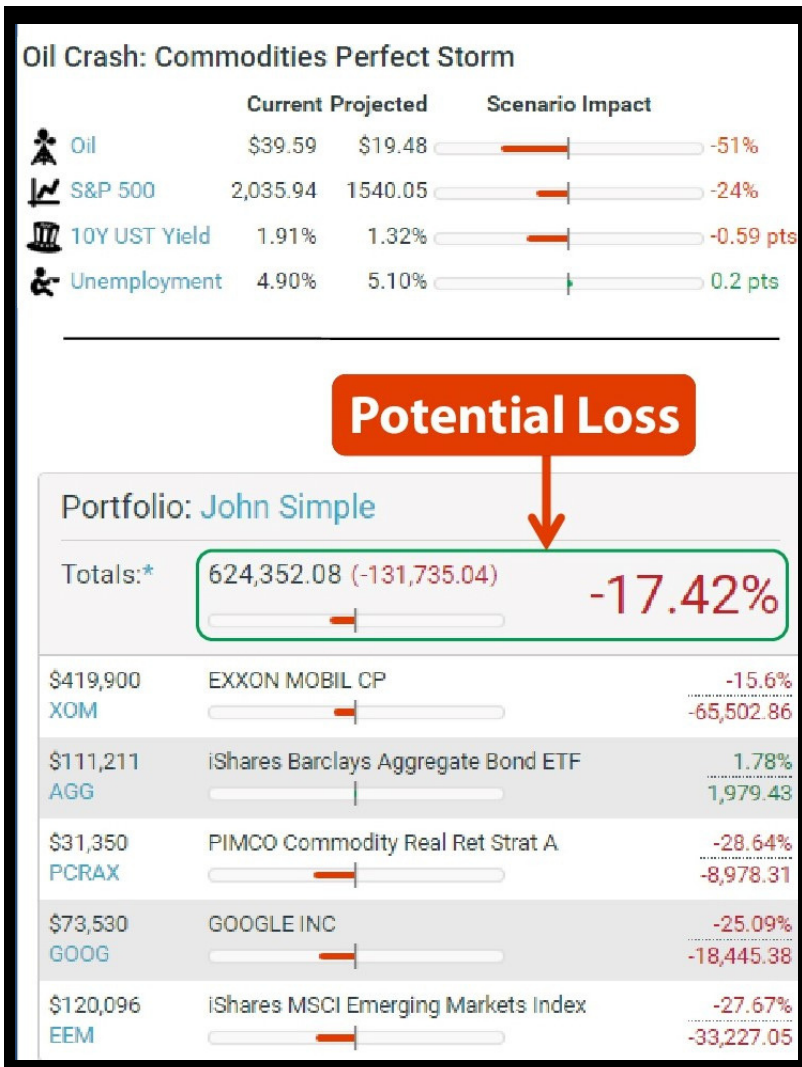 Oil Crash: Commodities Perfect Storm
Current Projected Scenario Impact
Oil $39.59 $19.48 -51%
S&P 500 2,035.94 1540.05 -24%
10Y UST Yield 1.91% 1.32% -0.59 pts
Unemployment 4.90% 5.10% 0.2 pts
Potential Loss
Portfolio: John Simple
Totals:* 624,352.08 (-131,735.04) -17.42%
$419,900 EXXON MOBIL CP -15.6%
XOM -65,502.86
$111,211 iShares Barclays Aggregate Bond ETF 1.78%
AGG 1,979.43
$31,350 PIMCO Commodity Real Ret Strat A -28.64%
PCRAX -8,978.31
$73,530 GOOGLE INC -25.09%
GOOG -18,445.38
$120,096 iShares MSCI Emerging Markets Index -27.67%
EEM -33,227.05